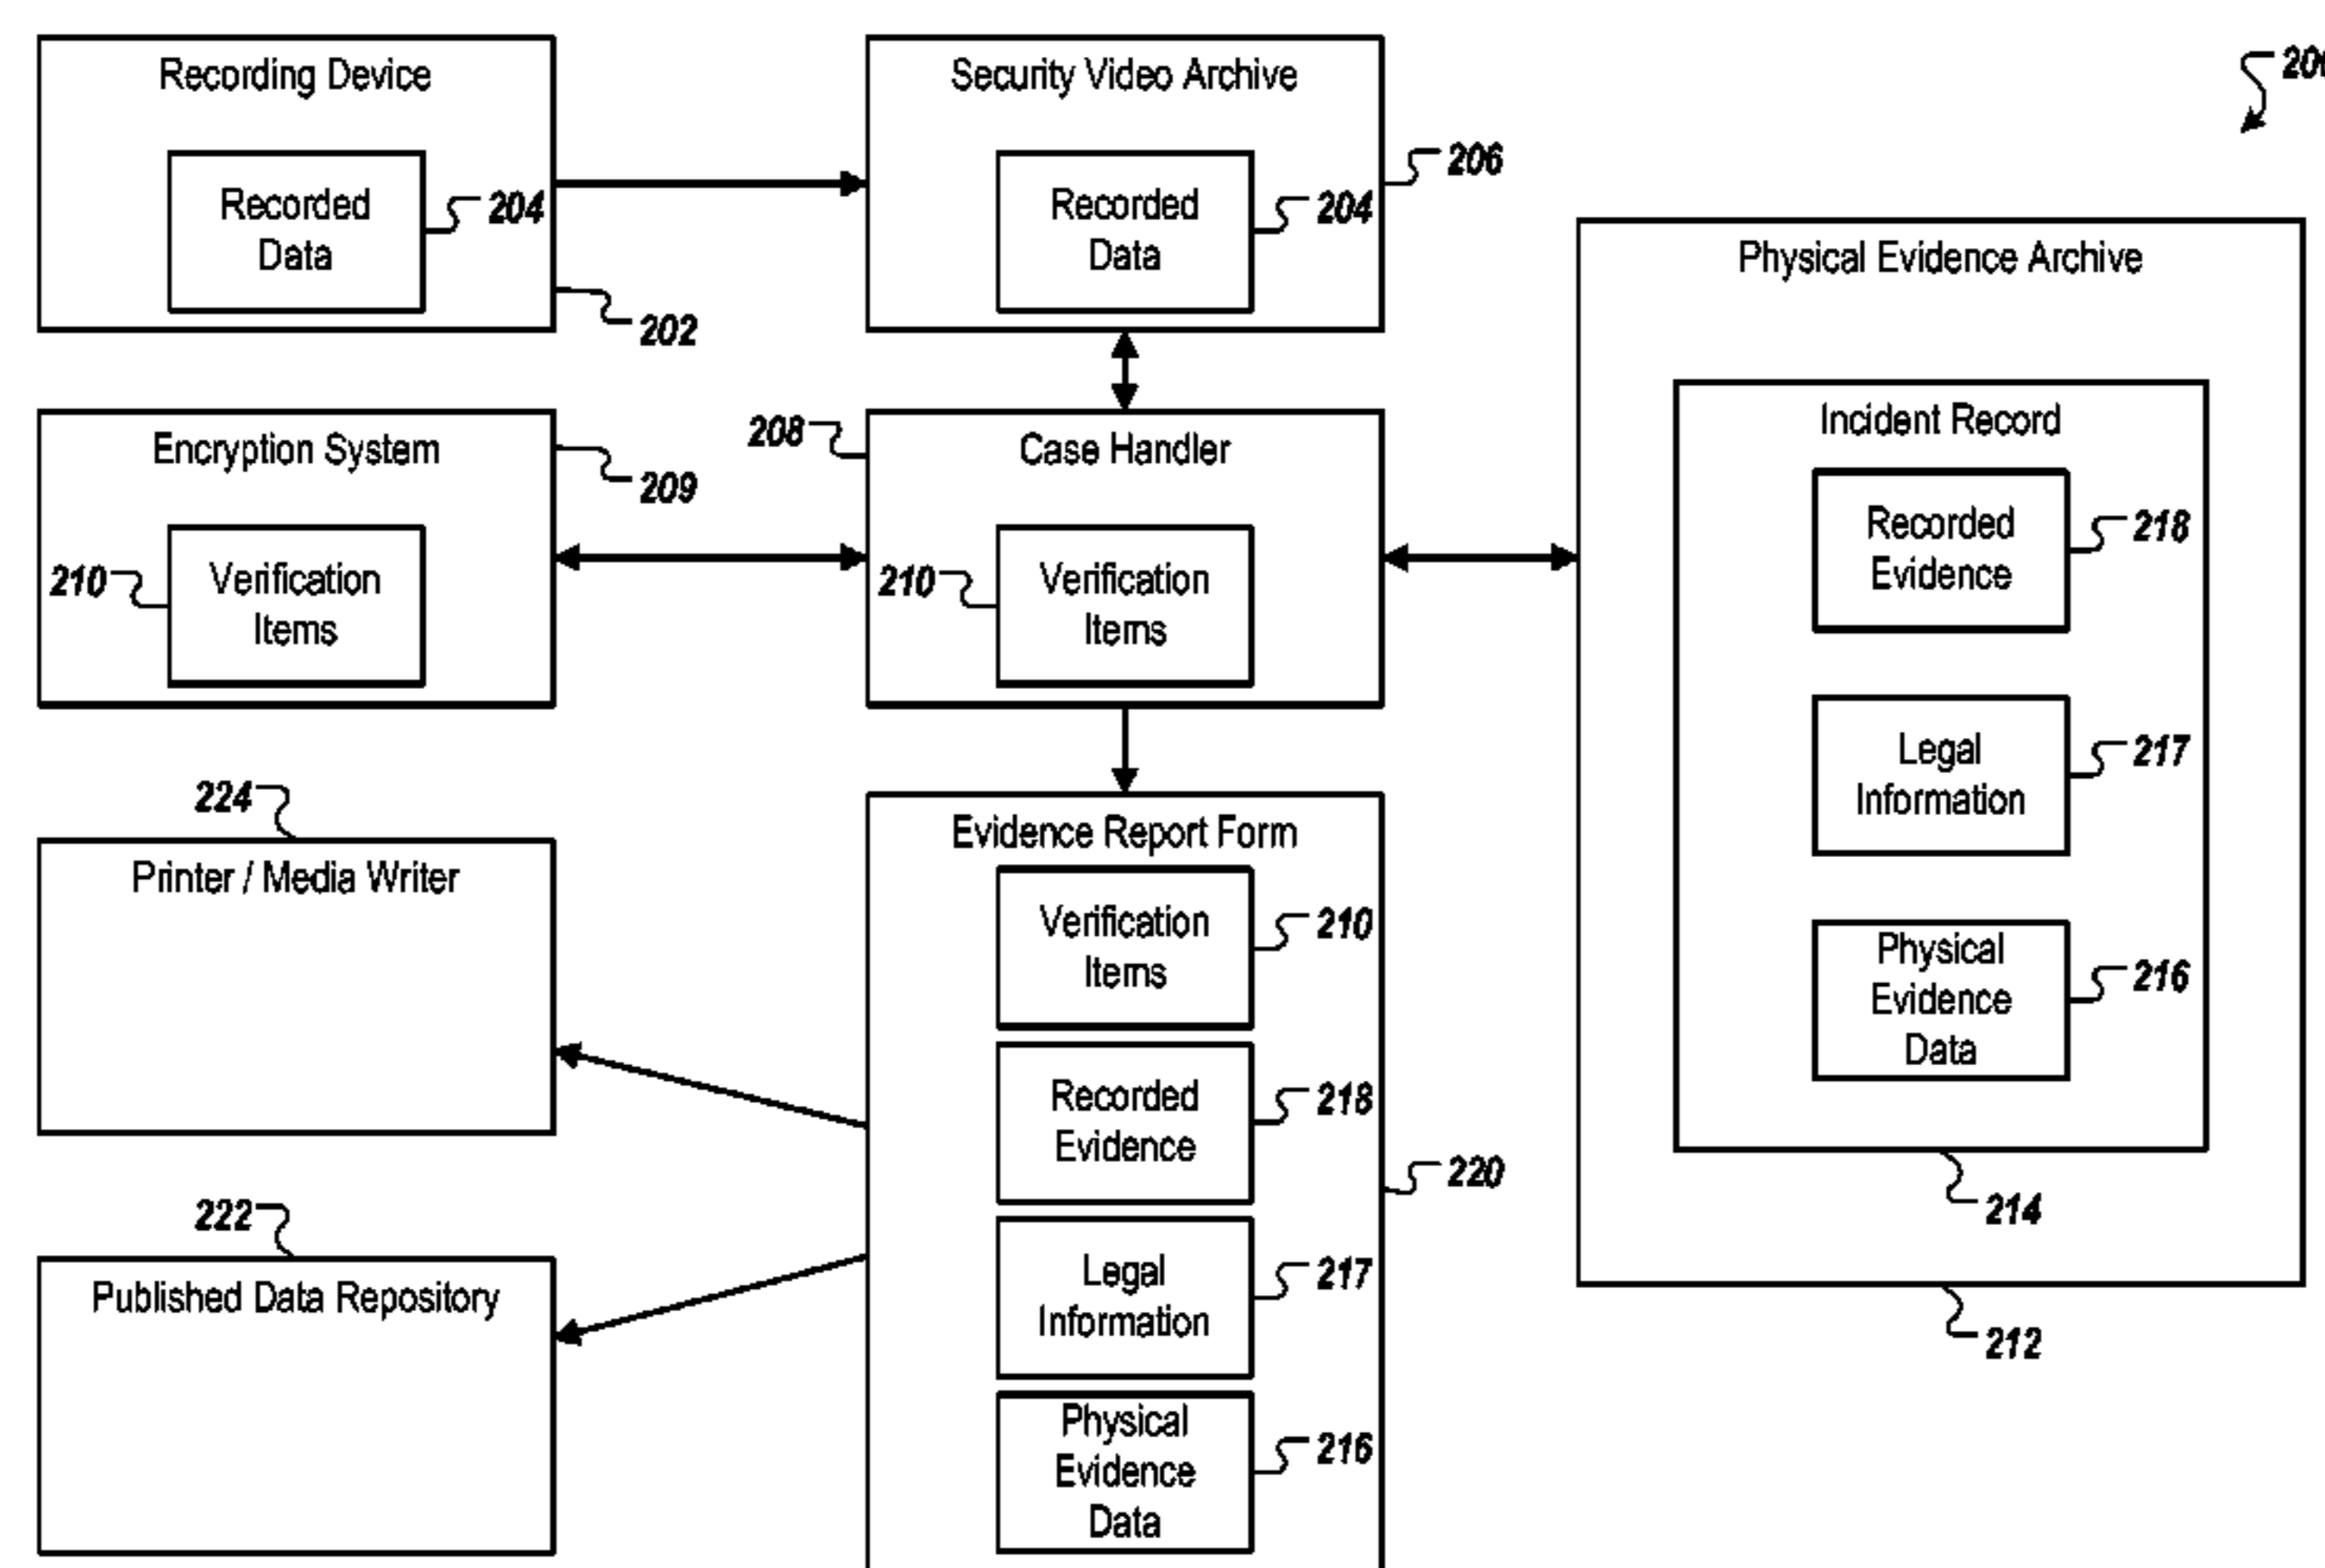 Recording Device
Recorded
Data
204
202
Security Video Archive
Recorded
Data
204
206
200
Physical Evidence Archive
Incident Record
Recorded
Evidence
218
Legal
Information
217
Physical
Evidence
Data
216
214
212
Encryption System
209
210
Verification
Items
208
Case Handler
210
Verification
Items
224
Printer / Media Writer
222
Published Data Repository
Evidence Report Form
Verification
Items
210
Recorded
Evidence
218
Legal
Information
217
Physical
Evidence
Data
216
220